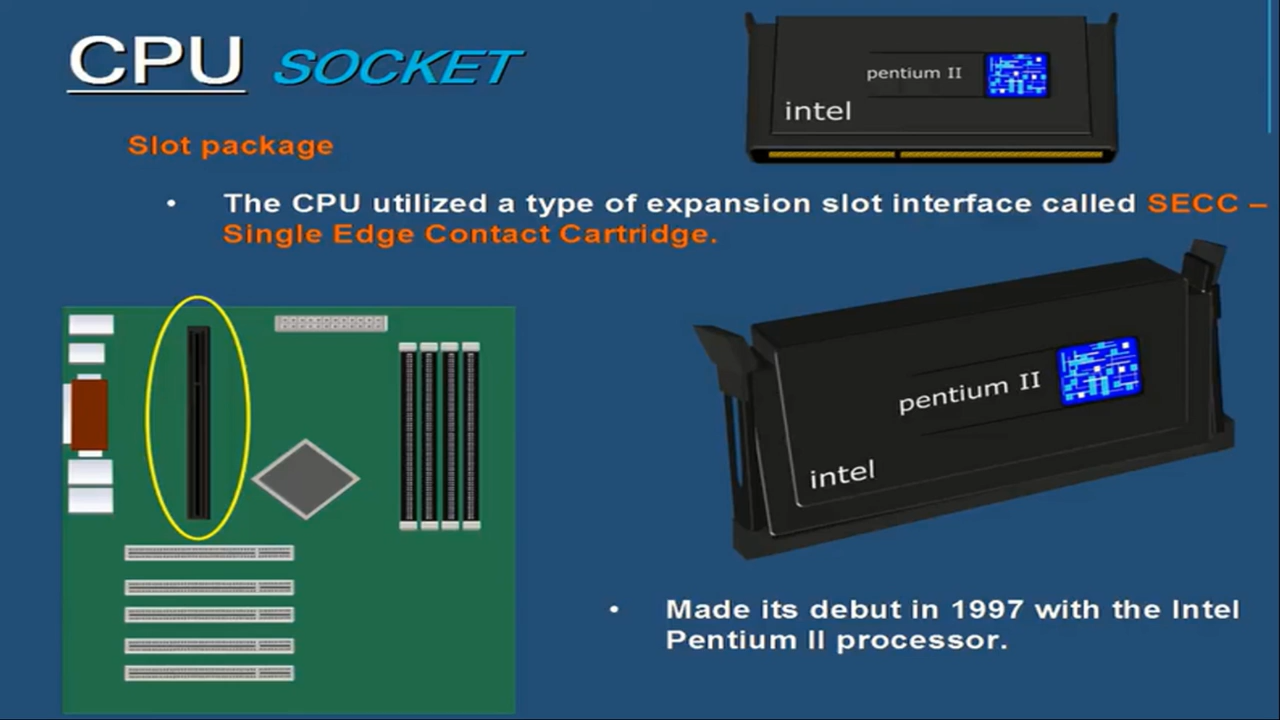 CPU SOCKET
pentium II
intel
Slot package
• The CPU utilized a type of expansion slot interface called SECC –
Single Edge Contact Cartridge.
pentium II
intel
• Made its debut in 1997 with the Intel
Pentium II processor.